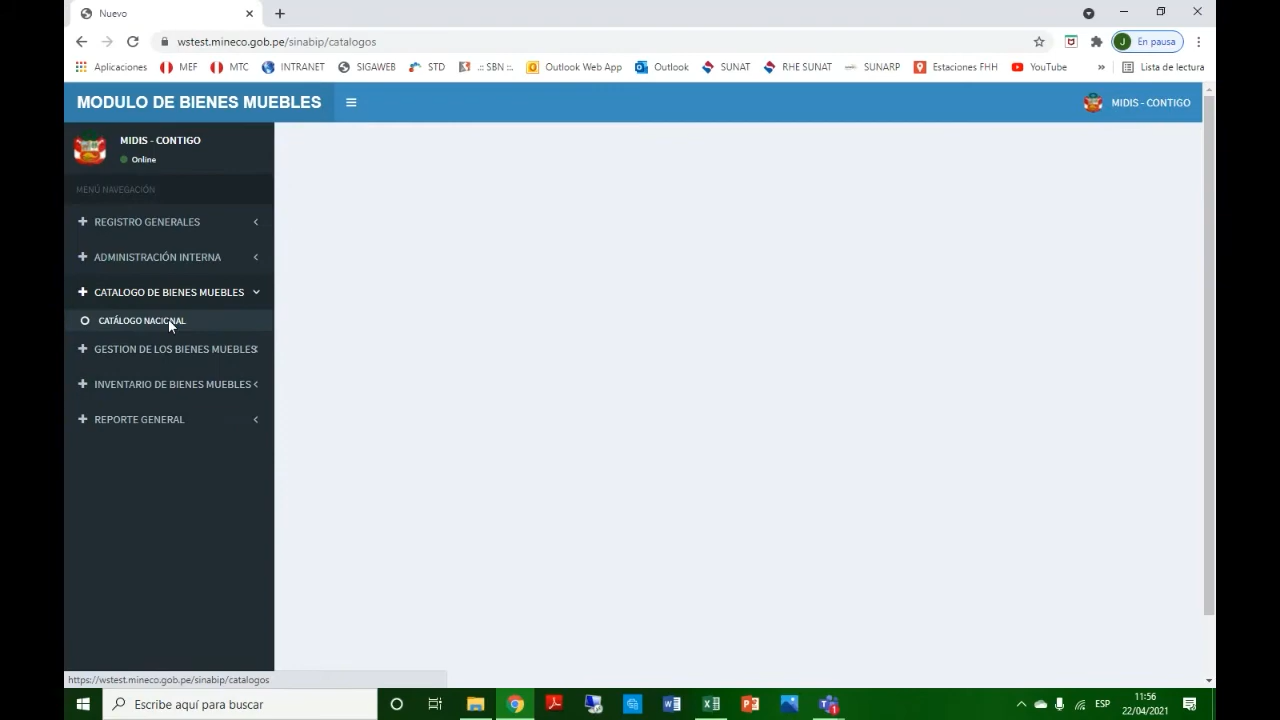 Nuevo
wstest.mineco.gob.pe/sinabip/catalogos
J En pausa
Aplicaciones MEF MTC INTRANET SIGAWEB STD .:: SBN ::. Outlook Web App Outlook SUNAT RHE SUNAT SUNARP Estaciones FHH YouTube » Lista de lectura
MODULO DE BIENES MUEBLES MIDIS - CONTIGO
MIDIS - CONTIGO
Online
MENÚ NAVEGACIÓN
REGISTRO GENERALES
ADMINISTRACIÓN INTERNA
CATALOGO DE BIENES MUEBLES
CATÁLOGO NACIONAL
GESTION DE LOS BIENES MUEBLES
INVENTARIO DE BIENES MUEBLES
REPORTE GENERAL
https://wstest.mineco.gob.pe/sinabip/catalogos
Escribe aquí para buscar
ESP
11:56
22/04/2021